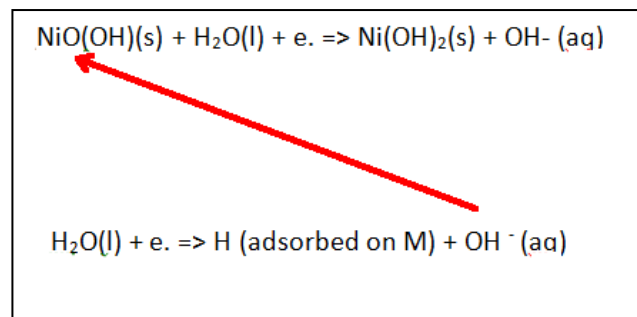 NiO(OH)(s) + H₂O(l) + e. => Ni(OH)₂(s) + OH- (aq)
H₂O(l) + e. => H (adsorbed on M) + OH ⁻ (aq)